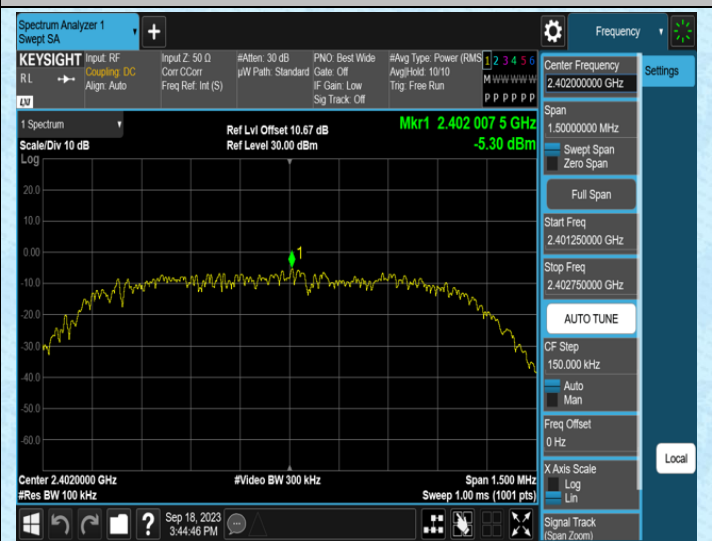 Spectrum Analyzer 1
Swept SA
Frequency
KEYSIGHT
RL
LXI
Input: RF
Coupling: DC
Align: Auto
Input Z: 50 Ω
Corr CCorr
Freq Ref: Int (S)
#Atten: 30 dB
µW Path: Standard
PNO: Best Wide
Gate: Off
IF Gain: Low
Sig Track: Off
#Avg Type: Power (RMS
Avg|Hold: 10/10
Trig: Free Run
1 2 3 4 5 6
M W W W W W
P P P P P P
Center Frequency
2.402000000 GHz
Settings
Span
1.50000000 MHz
Swept Span
Zero Span
Full Span
Start Freq
2.401250000 GHz
Stop Freq
2.402750000 GHz
AUTO TUNE
CF Step
150.000 kHz
Auto
Man
Freq Offset
0 Hz
X Axis Scale
Log
Lin
Signal Track
(Span Zoom)
Local
1 Spectrum
Scale/Div 10 dB
Log
Ref Lvl Offset 10.67 dB
Ref Level 30.00 dBm
Mkr1 2.402 007 5 GHz
-5.30 dBm
1
20.0
10.0
0.00
-10.0
-20.0
-30.0
-40.0
-50.0
-60.0
Center 2.4020000 GHz
#Res BW 100 kHz
#Video BW 300 kHz
Span 1.500 MHz
Sweep 1.00 ms (1001 pts)
?
Sep 18, 2023
3:44:46 PM